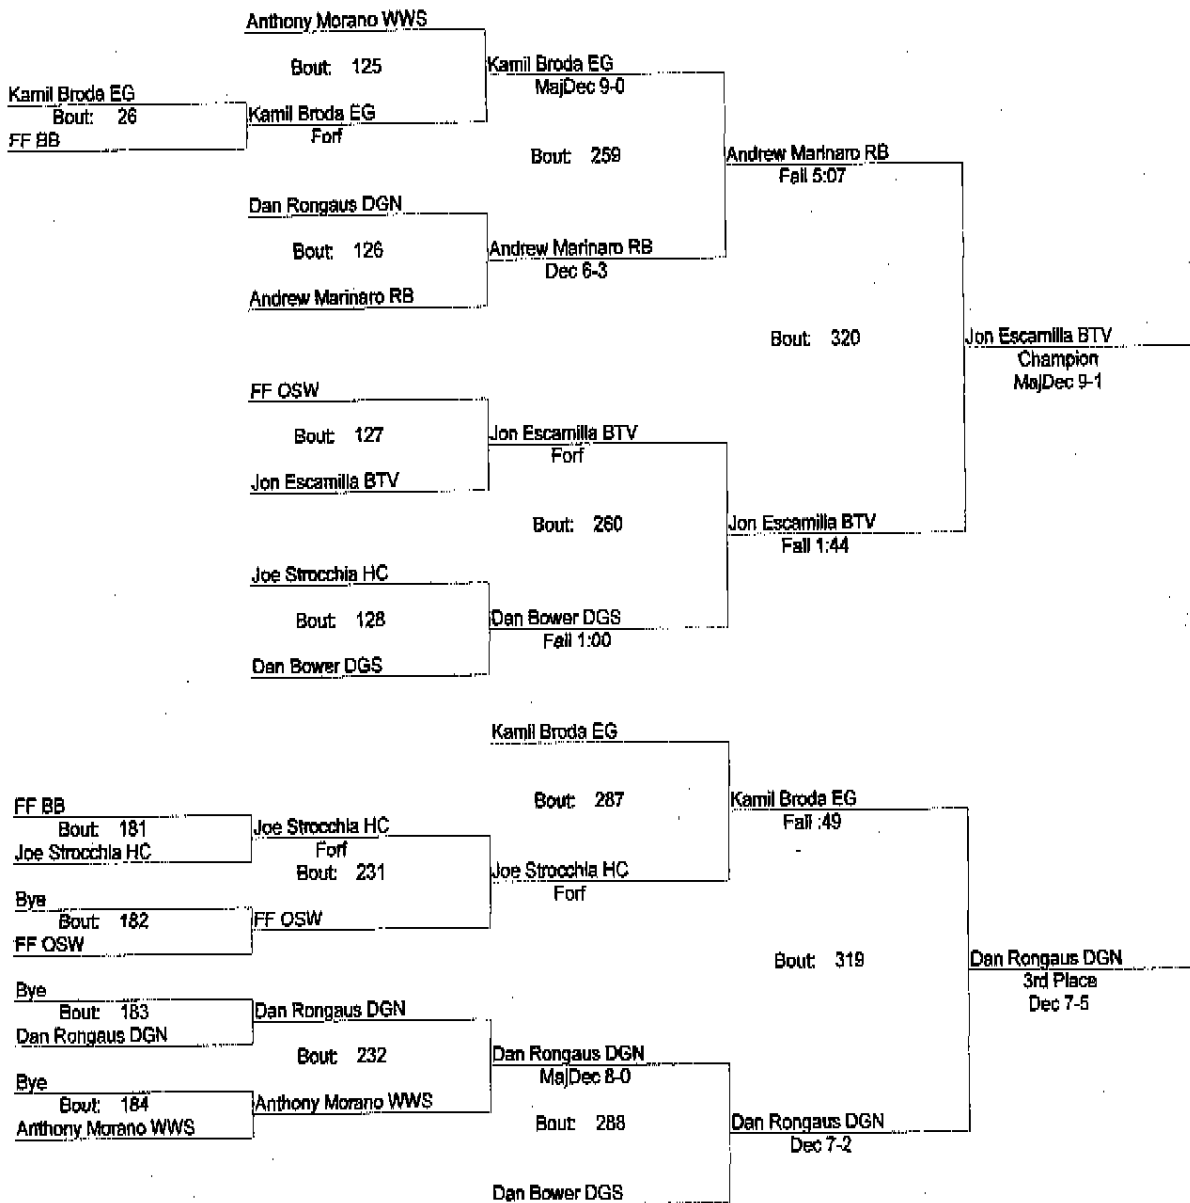 Anthony Morano WWS
Bout: 125
Kamil Broda EG
MajDec 9-0
Kamil Broda EG
Bout: 26
FF BB
Kamil Broda EG
Forf
Bout: 259
Andrew Marinaro RB
Fall 5:07
Dan Rongaus DGN
Bout: 126
Andrew Marinaro RB
Dec 6-3
Andrew Marinaro RB
Bout: 320
Jon Escamilla BTV
Champion
MajDec 9-1
FF OSW
Bout: 127
Jon Escamilla BTV
Forf
Jon Escamilla BTV
Bout: 260
Jon Escamilla BTV
Fall 1:44
Joe Strocchia HC
Bout: 128
Dan Bower DGS
Fall 1:00
Dan Bower DGS
Kamil Broda EG
Bout: 287
Kamil Broda EG
Fall :49
FF BB
Bout: 181
Joe Strocchia HC
Joe Strocchia HC
Forf
Bout: 231
Joe Strocchia HC
Forf
Bye
Bout: 182
FF OSW
FF OSW
Bout: 319
Dan Rongaus DGN
3rd Place
Dec 7-5
Bye
Bout: 183
Dan Rongaus DGN
Dan Rongaus DGN
Bout: 232
Dan Rongaus DGN
MajDec 8-0
Bye
Bout: 184
Anthony Morano WWS
Anthony Morano WWS
Bout: 288
Dan Rongaus DGN
Dec 7-2
Dan Bower DGS